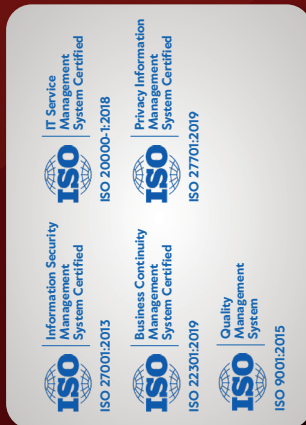 ISO
Information Security
Management
System Certified
ISO 27001:2013
ISO
IT Service
Management
System Certified
ISO 20000-1:2018
ISO
Business Continuity
Management
System Certified
ISO 22301:2019
ISO
Privacy Information
Management
System Certified
ISO 27701:2019
ISO
Quality
Management
System
ISO 9001:2015